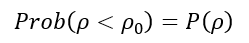 Prob(ρ < ρ₀) = P(ρ)